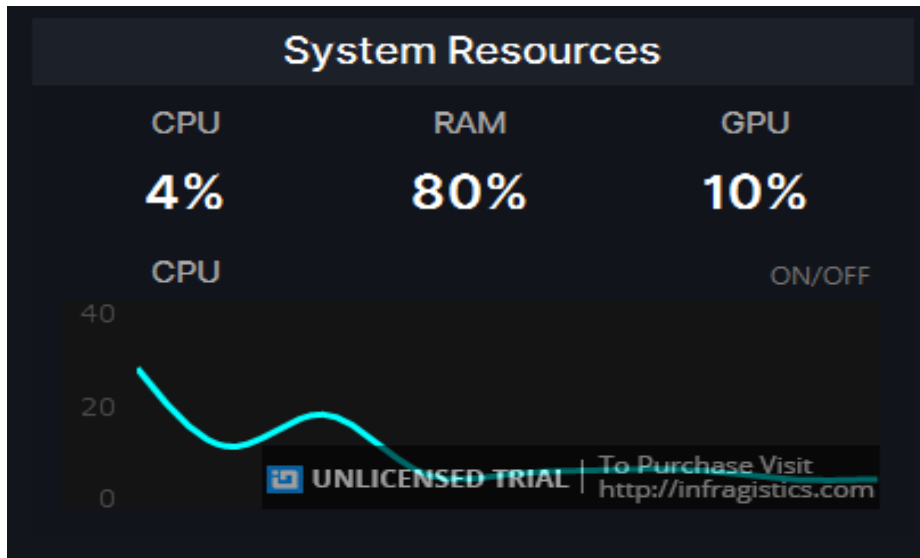 System Resources
CPU RAM GPU
4% 80% 10%
CPU ON/OFF
40
20
0
UNLICENSED TRIAL
To Purchase Visit
http://infragistics.com